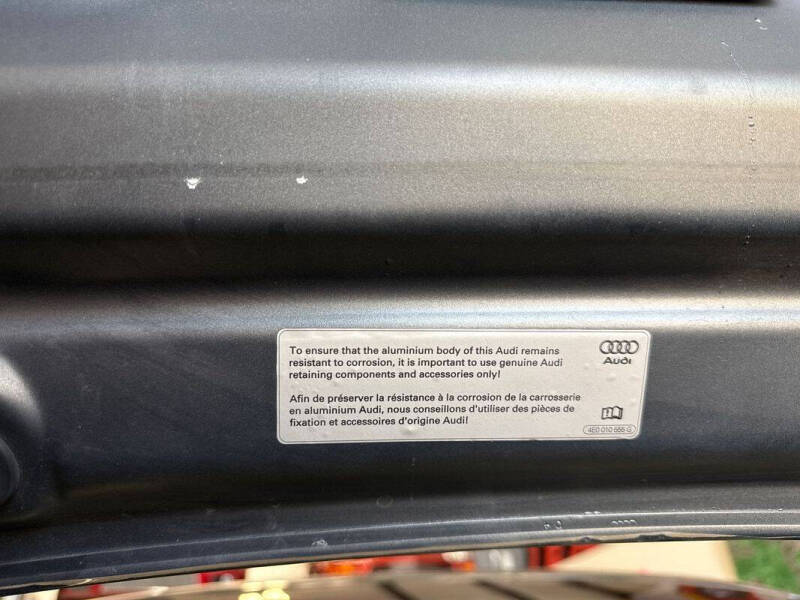 To ensure that the aluminium body of this Audi remains
resistant to corrosion, it is important to use genuine Audi
retaining components and accessories only!
Audi
Afin de préserver la résistance à la corrosion de la carrosserie
en aluminium Audi, nous conseillons d'utiliser des pièces de
fixation et accessoires d'origine Audi!
4E0 010 555 G